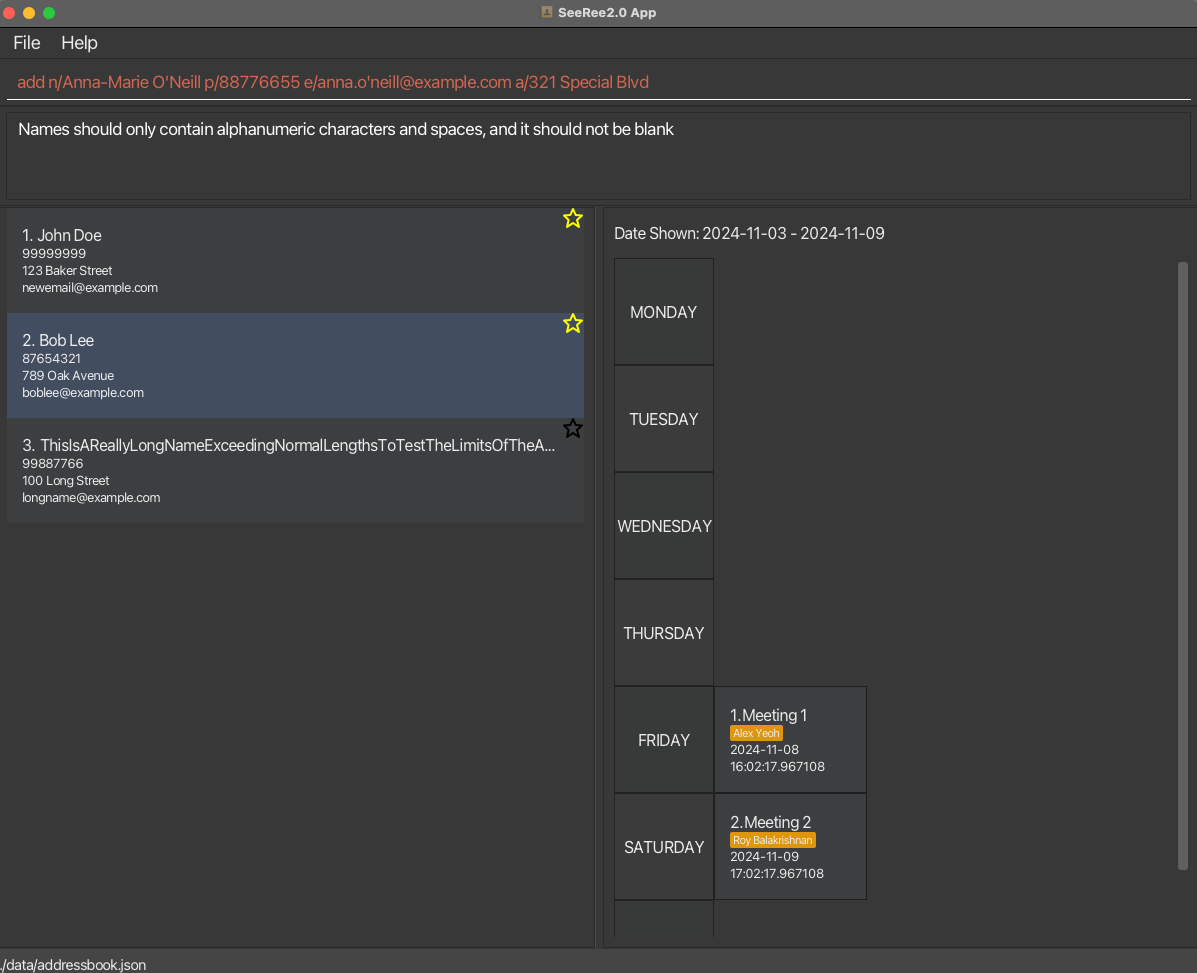 SeeRee2.0 App
File Help
add n/Anna-Marie O'Neill p/88776655 e/anna.o'neill@example.com a/321 Special Blvd
Names should only contain alphanumeric characters and spaces, and it should not be blank
1. John Doe
99999999
123 Baker Street
newemail@example.com
2. Bob Lee
87654321
789 Oak Avenue
boblee@example.com
3. ThisIsAReallyLongNameExceedingNormalLengthsToTestTheLimitsOfTheA...
99887766
100 Long Street
longname@example.com
Date Shown: 2024-11-03 - 2024-11-09
MONDAY
TUESDAY
WEDNESDAY
THURSDAY
FRIDAY
1.Meeting 1
Alex Yeoh
2024-11-08
16:02:17.967108
SATURDAY
2.Meeting 2
Roy Balakrishnan
2024-11-09
17:02:17.967108
./data/addressbook.json